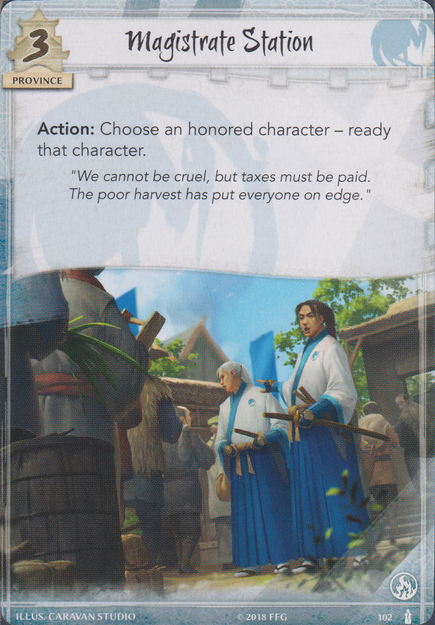 3
Magistrate Station
PROVINCE
Action: Choose an honored character – ready
that character.
"We cannot be cruel, but taxes must be paid.
The poor harvest has put everyone on edge."
ILLUS. CARAVAN STUDIO © 2018 FFG 102